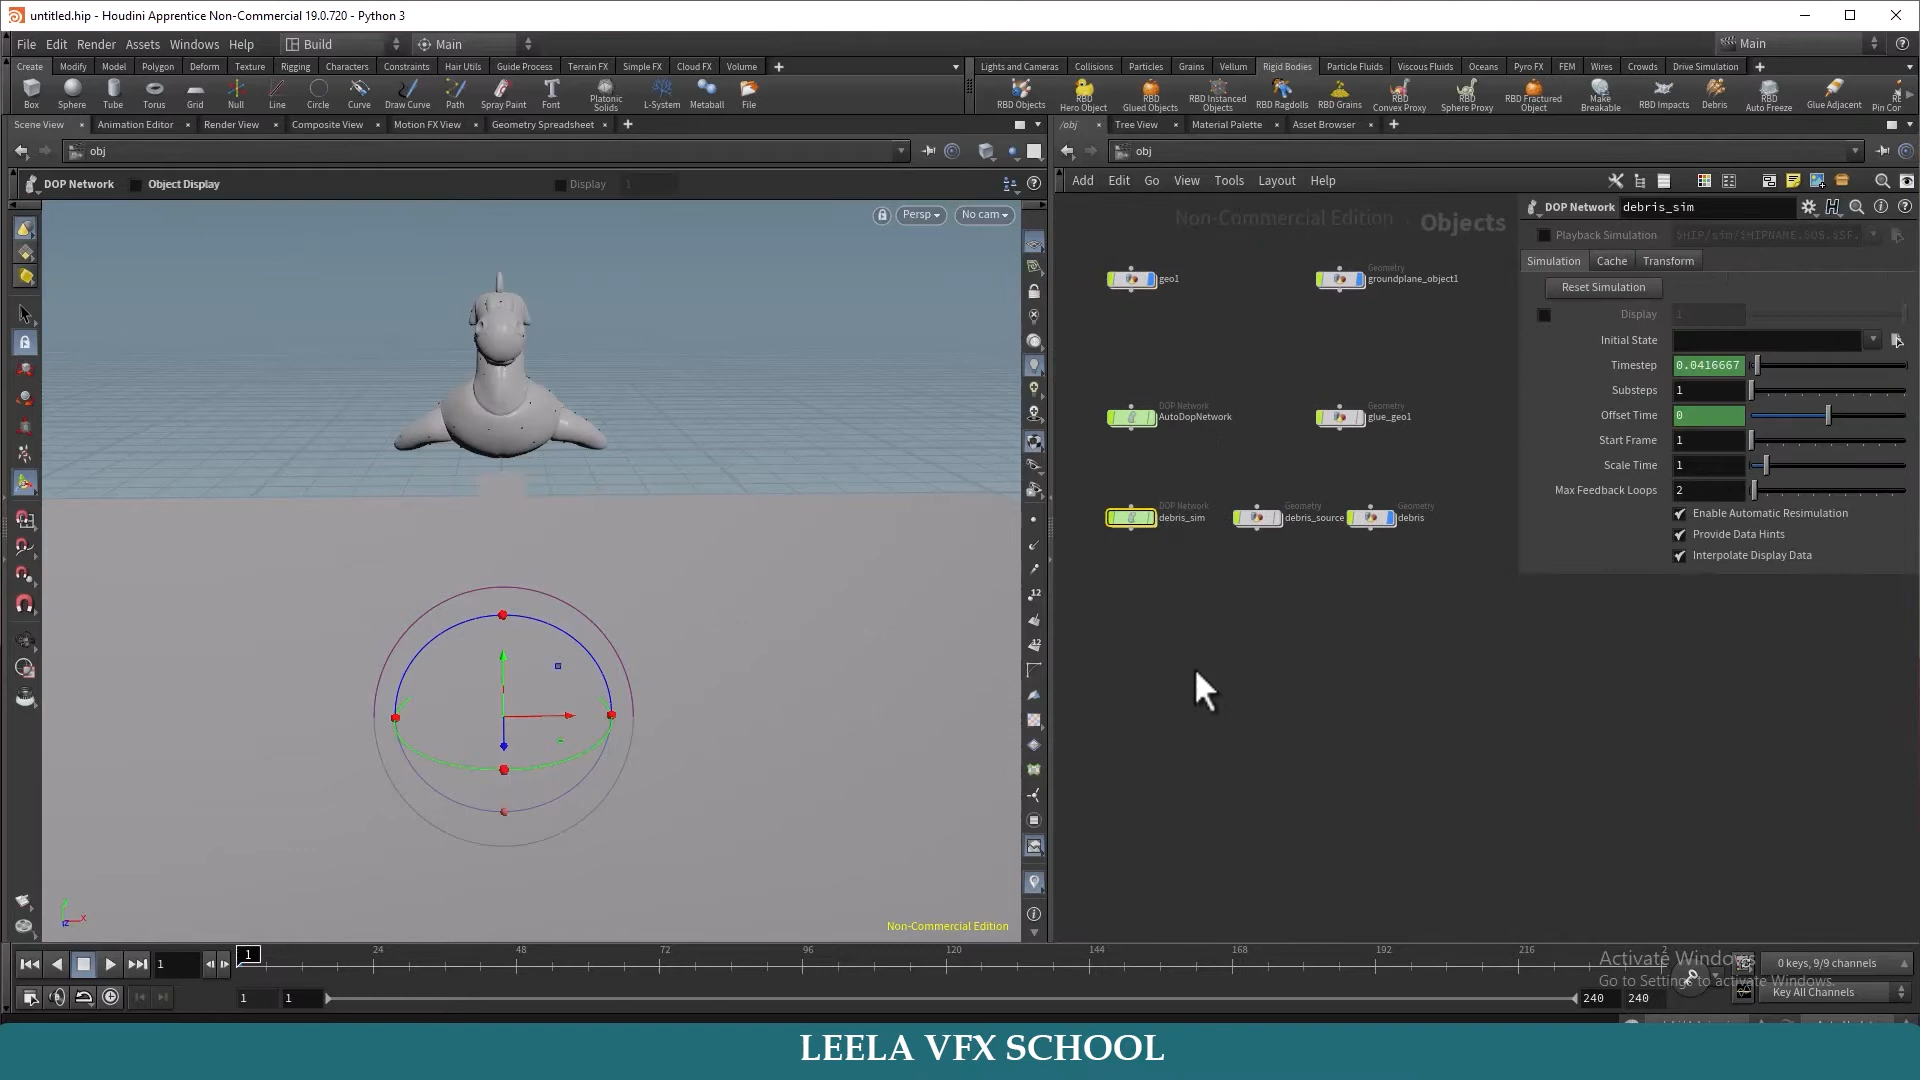 untitled.hip - Houdini Apprentice Non-Commercial 19.0.720 - Python 3
File Edit Render Assets Windows Help Build Main Main
Create Modify Model Polygon Deform Texture Rigging Characters Constraints Hair Utils Guide Process Terrain FX Simple FX Cloud FX Volume
Lights and Cameras Collisions Particles Grains Vellum Rigid Bodies Particle Fluids Viscous Fluids Oceans Pyro FX FEM Wires Crowds Drive Simulation
Box Sphere Tube Torus Grid Null Line Circle Curve Draw Curve Path Spray Paint Font Platonic Solids L-System Metaball File
RBD Objects RBD Hero Object RBD Glued Objects RBD Instanced Objects RBD Ragdolls RBD Grains RBD Convex Proxy RBD Sphere Proxy RBD Fractured Object Make Breakable RBD Impacts Debris RBD Auto Freeze Glue Adjacent
Scene View Animation Editor Render View Composite View Motion FX View Geometry Spreadsheet
/obj Tree View Material Palette Asset Browser
obj
obj
DOP Network Object Display Display 1
Add Edit Go View Tools Layout Help
Persp No cam
Non-Commercial Edition Objects
DOP Network debris_sim
Playback Simulation
Simulation Cache Transform
Reset Simulation
Display 1
Initial State
Timestep 0.0416667
Substeps 1
Offset Time 0
Start Frame 1
Scale Time 1
Max Feedback Loops 2
Enable Automatic Resimulation
Provide Data Hints
Interpolate Display Data
geo1
Geometry
groundplane_object1
DOP Network
AutoDopNetwork
Geometry
glue_geo1
DOP Network
debris_sim
Geometry
debris_source
Geometry
debris
12
12
z x
Non-Commercial Edition
1 1 24 48 72 96 120 144 168 192 216
1 1 240 240
Activate Windows
Go to Settings to activate Windows.
0 keys, 9/9 channels
Key All Channels
LEELA VFX SCHOOL